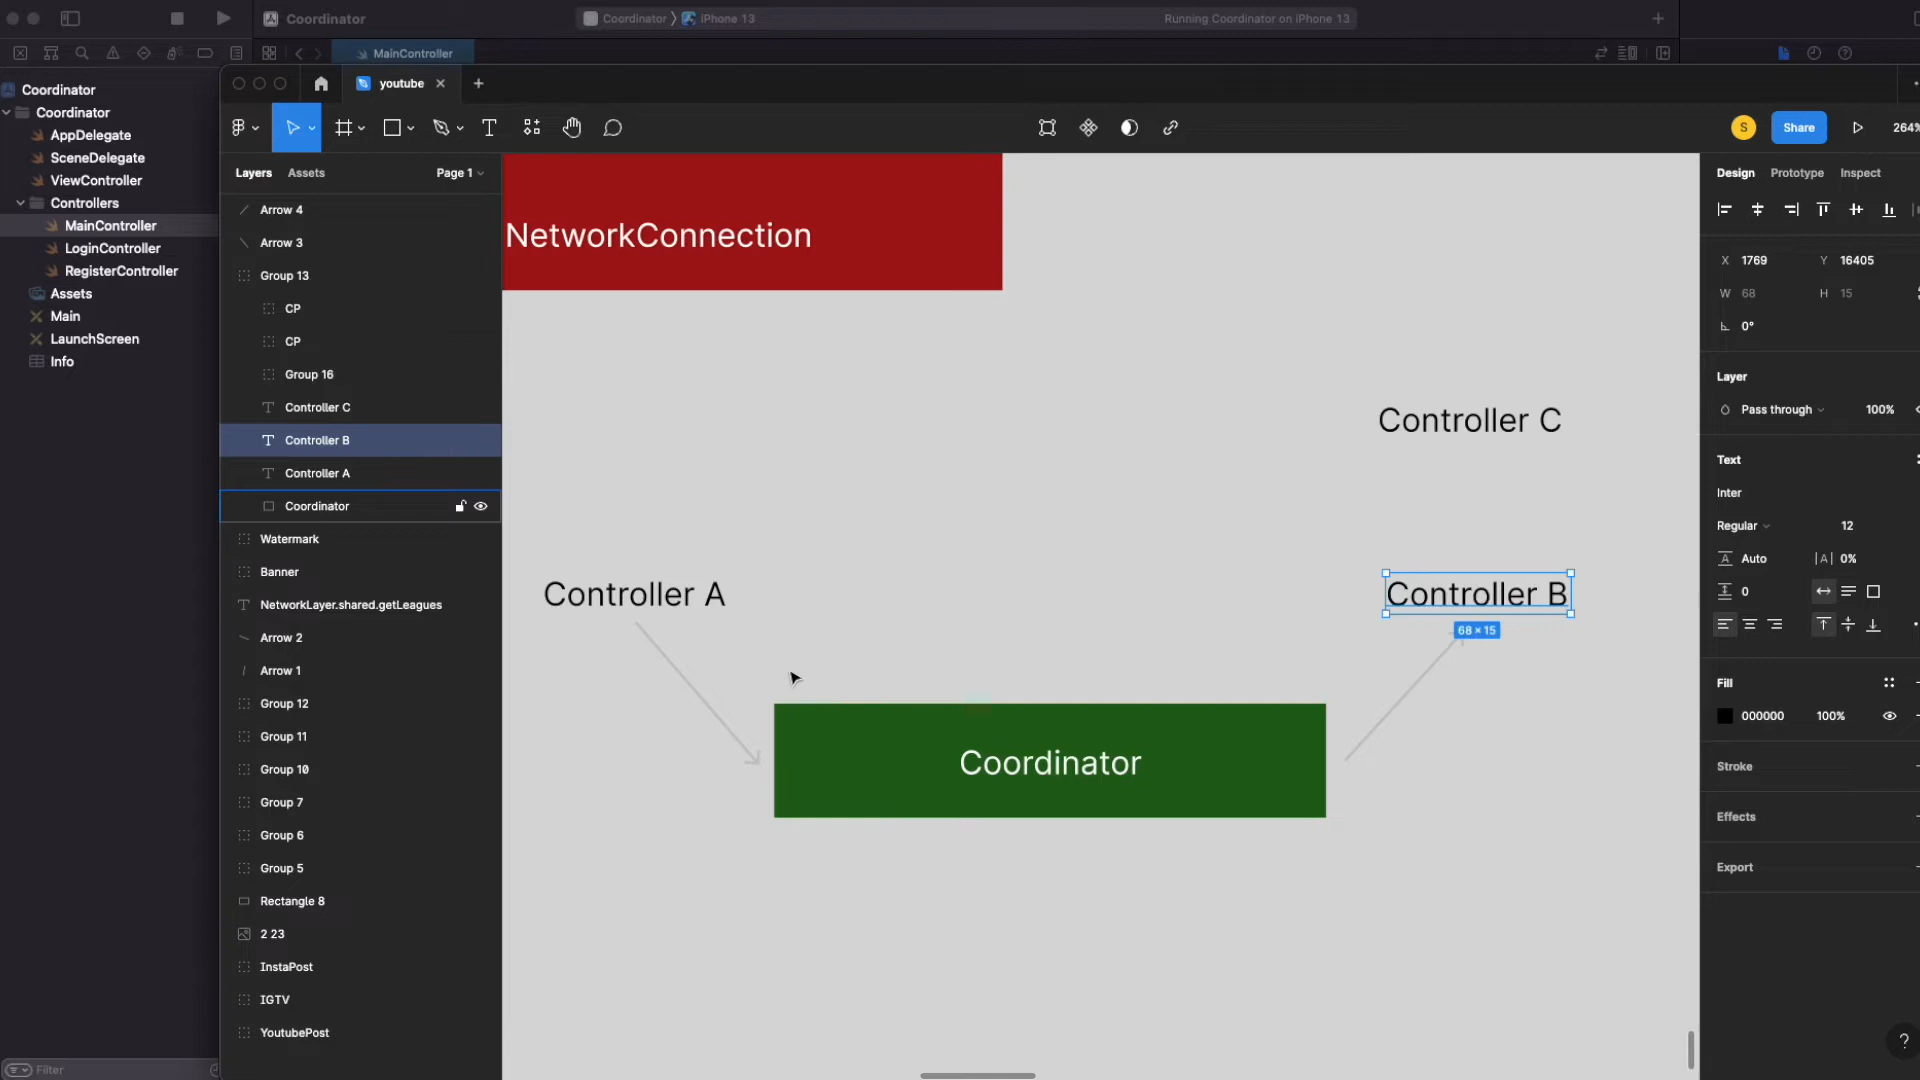 Coordinator
Coordinator
iPhone 13
Running Coordinator on iPhone 13
MainController
Coordinator
Coordinator
AppDelegate
SceneDelegate
ViewController
Controllers
MainController
LoginController
RegisterController
Assets
Main
LaunchScreen
Info
Filter
youtube
S
Share
264%
Layers
Assets
Page 1
Arrow 4
Arrow 3
Group 13
CP
CP
Group 16
Controller C
Controller B
Controller A
Coordinator
Watermark
Banner
NetworkLayer.shared.getLeagues
Arrow 2
Arrow 1
Group 12
Group 11
Group 10
Group 7
Group 6
Group 5
Rectangle 8
2 23
InstaPost
IGTV
YoutubePost
NetworkConnection
Controller C
Controller A
Controller B
68 × 15
Coordinator
Design
Prototype
Inspect
X 1769
Y 16405
W 68
H 15
0°
Layer
Pass through
100%
Text
Inter
Regular
12
Auto
|A| 0%
0
Fill
000000
100%
Stroke
Effects
Export
?